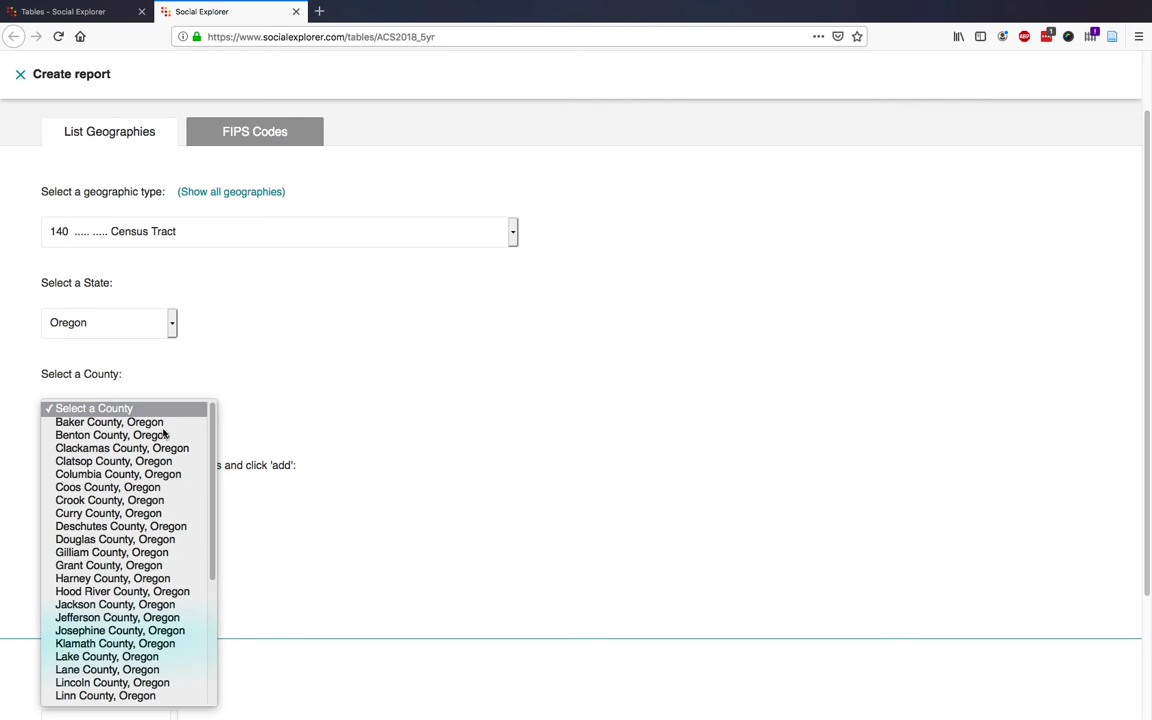 Tables - Social Explorer
Social Explorer
https://www.socialexplorer.com/tables/ACS2018_5yr
1
!
Create report
List Geographies
FIPS Codes
Select a geographic type: (Show all geographies)
140 ..... ..... Census Tract
Select a State:
Oregon
Select a County:
✓ Select a County
Baker County, Oregon
Benton County, Oregon
Clackamas County, Oregon
Clatsop County, Oregon
s and click 'add':
Columbia County, Oregon
Coos County, Oregon
Crook County, Oregon
Curry County, Oregon
Deschutes County, Oregon
Douglas County, Oregon
Gilliam County, Oregon
Grant County, Oregon
Harney County, Oregon
Hood River County, Oregon
Jackson County, Oregon
Jefferson County, Oregon
Josephine County, Oregon
Klamath County, Oregon
Lake County, Oregon
Lane County, Oregon
Lincoln County, Oregon
Linn County, Oregon